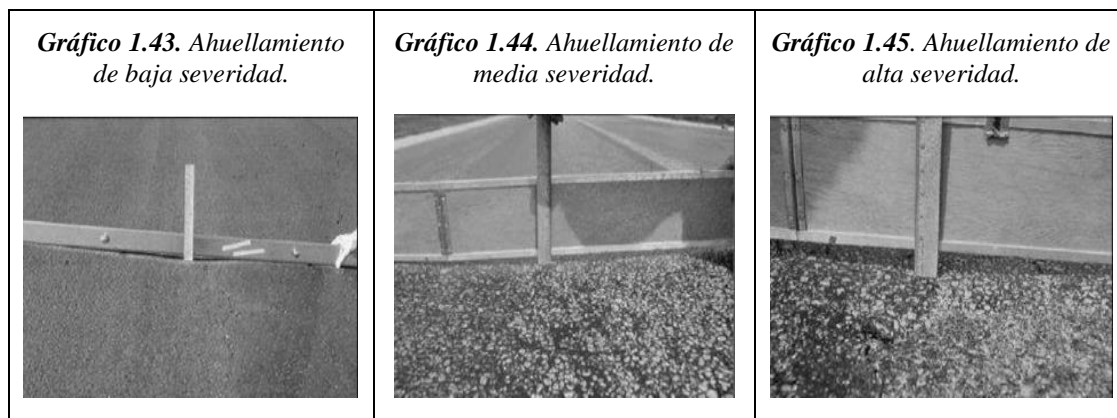 Gráfico 1.43. Ahuellamiento
de baja severidad.
Gráfico 1.44. Ahuellamiento de
media severidad.
Gráfico 1.45. Ahuellamiento de
alta severidad.